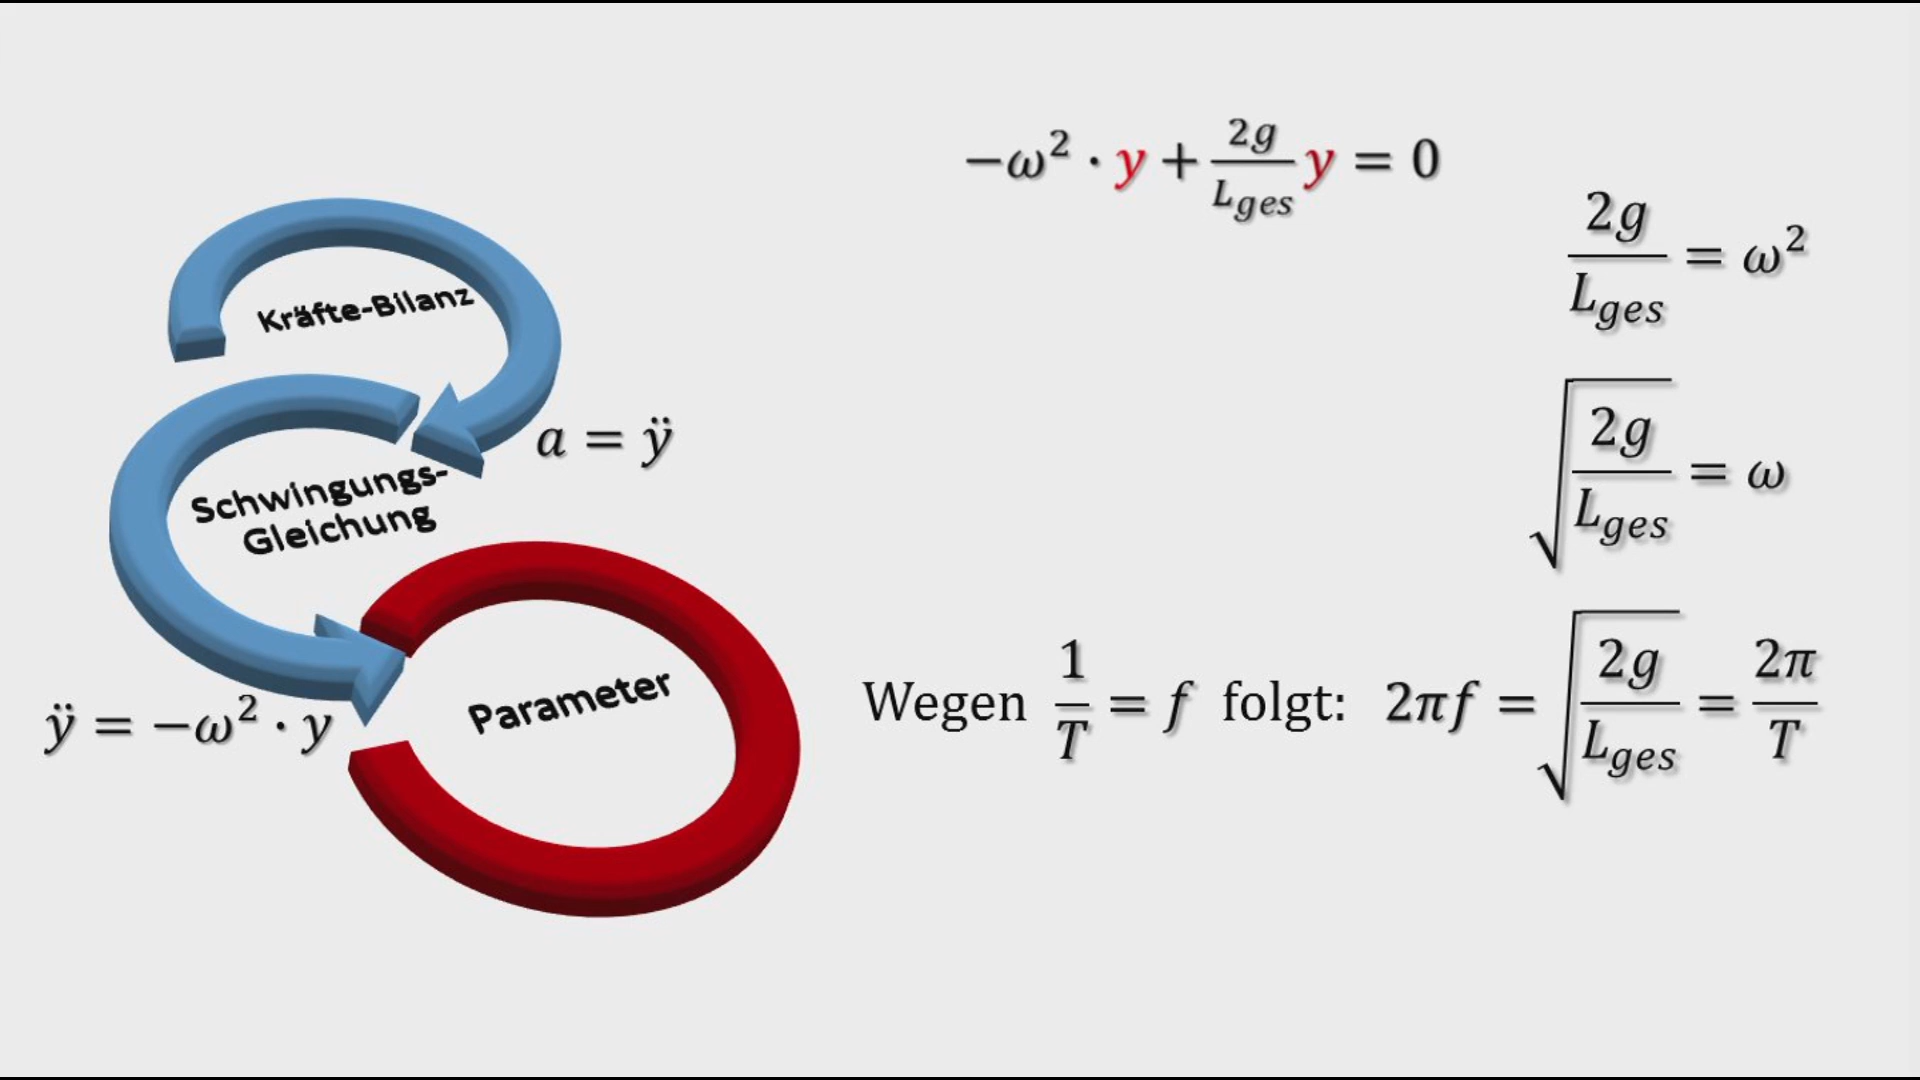 −ω² · y + 2g/L_ges y = 0
2g/L_ges = ω²
Kräfte-Bilanz
a = ÿ
√(2g/L_ges) = ω
Schwingungs-
Gleichung
Parameter
ÿ = −ω² · y
Wegen 1/T = f folgt: 2πf = √(2g/L_ges) = 2π/T